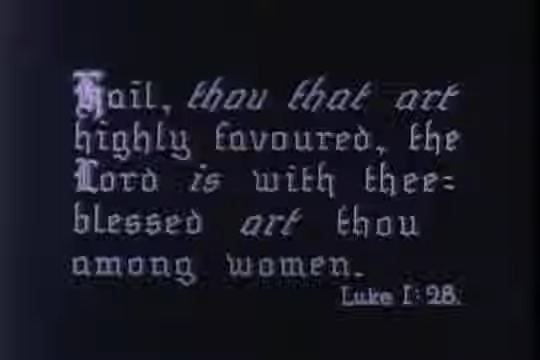 Hail, thou that art
highly favoured, the
Lord is with thee:
blessed art thou
among women.
Luke I:28.